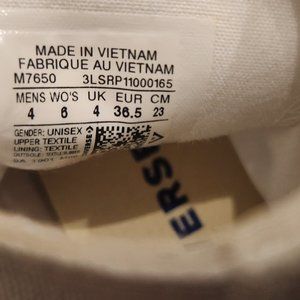 MADE IN VIETNAM
FABRIQUE AU VIETNAM
M7650 3LSRP11000165
MENS WO'S UK EUR CM
4 6 4 36.5 23
GENDER: UNISEX
UPPER TEXTILE
LINING: TEXTILE
ERSE